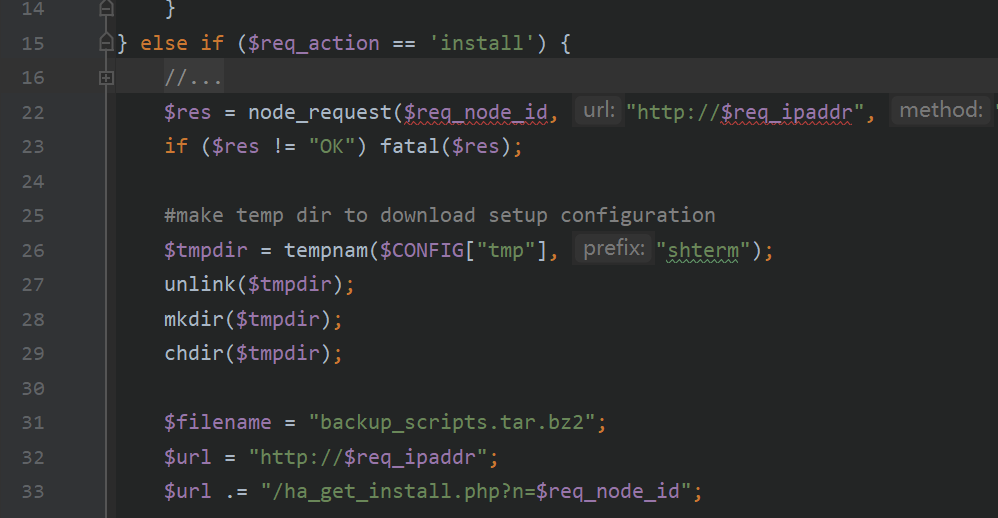 14 }
15 } else if ($req_action == 'install') {
16 //...
22 $res = node_request($req_node_id, url: "http://$req_ipaddr", method: "
23 if ($res != "OK") fatal($res);
24
25 #make temp dir to download setup configuration
26 $tmpdir = tempnam($CONFIG["tmp"], prefix: "shterm");
27 unlink($tmpdir);
28 mkdir($tmpdir);
29 chdir($tmpdir);
30
31 $filename = "backup_scripts.tar.bz2";
32 $url = "http://$req_ipaddr";
33 $url .= "/ha_get_install.php?n=$req_node_id";